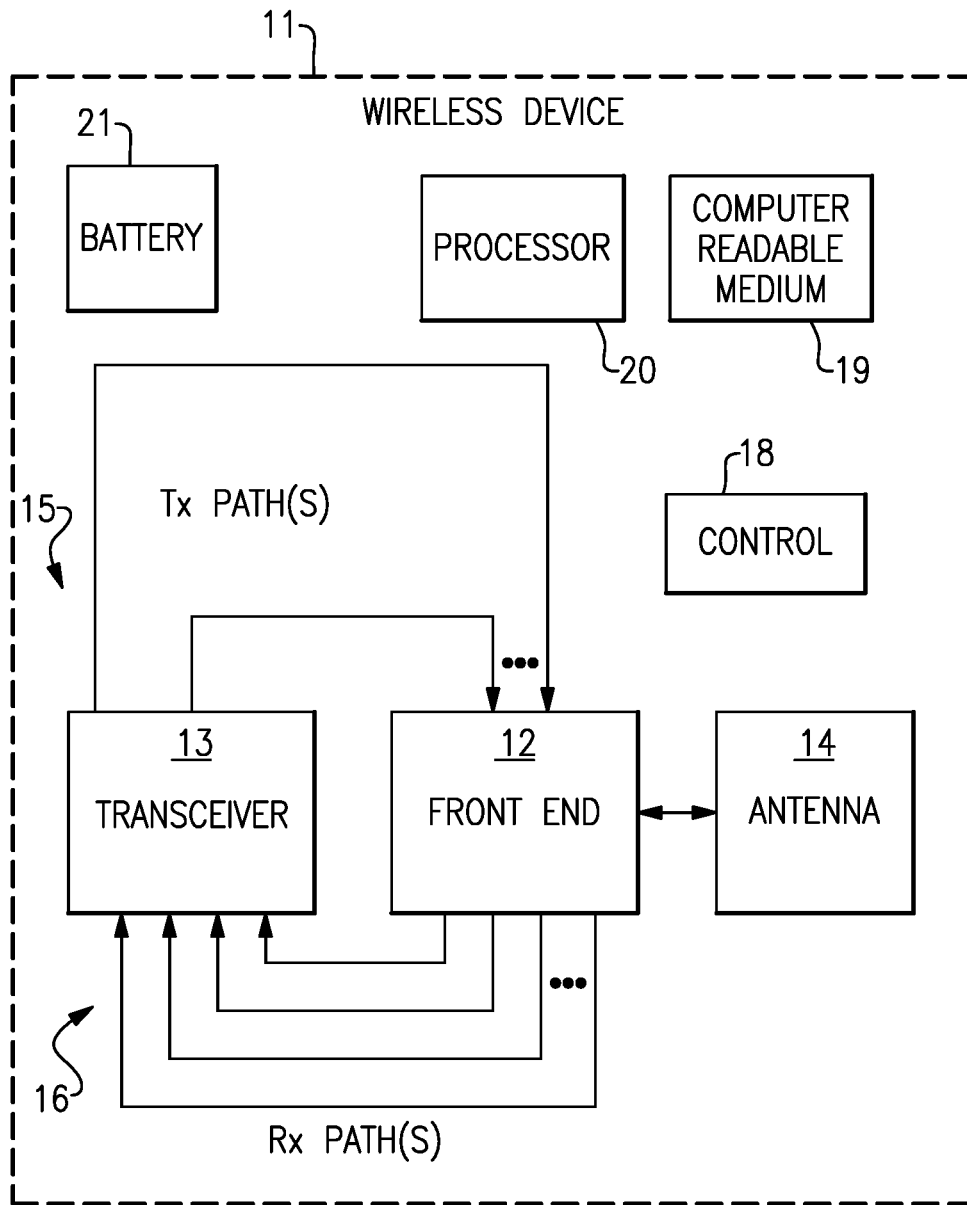 11
WIRELESS DEVICE
21
BATTERY
PROCESSOR
20
COMPUTER
READABLE
MEDIUM
19
18
CONTROL
15
Tx PATH(S)
13
TRANSCEIVER
12
FRONT END
14
ANTENNA
16
Rx PATH(S)